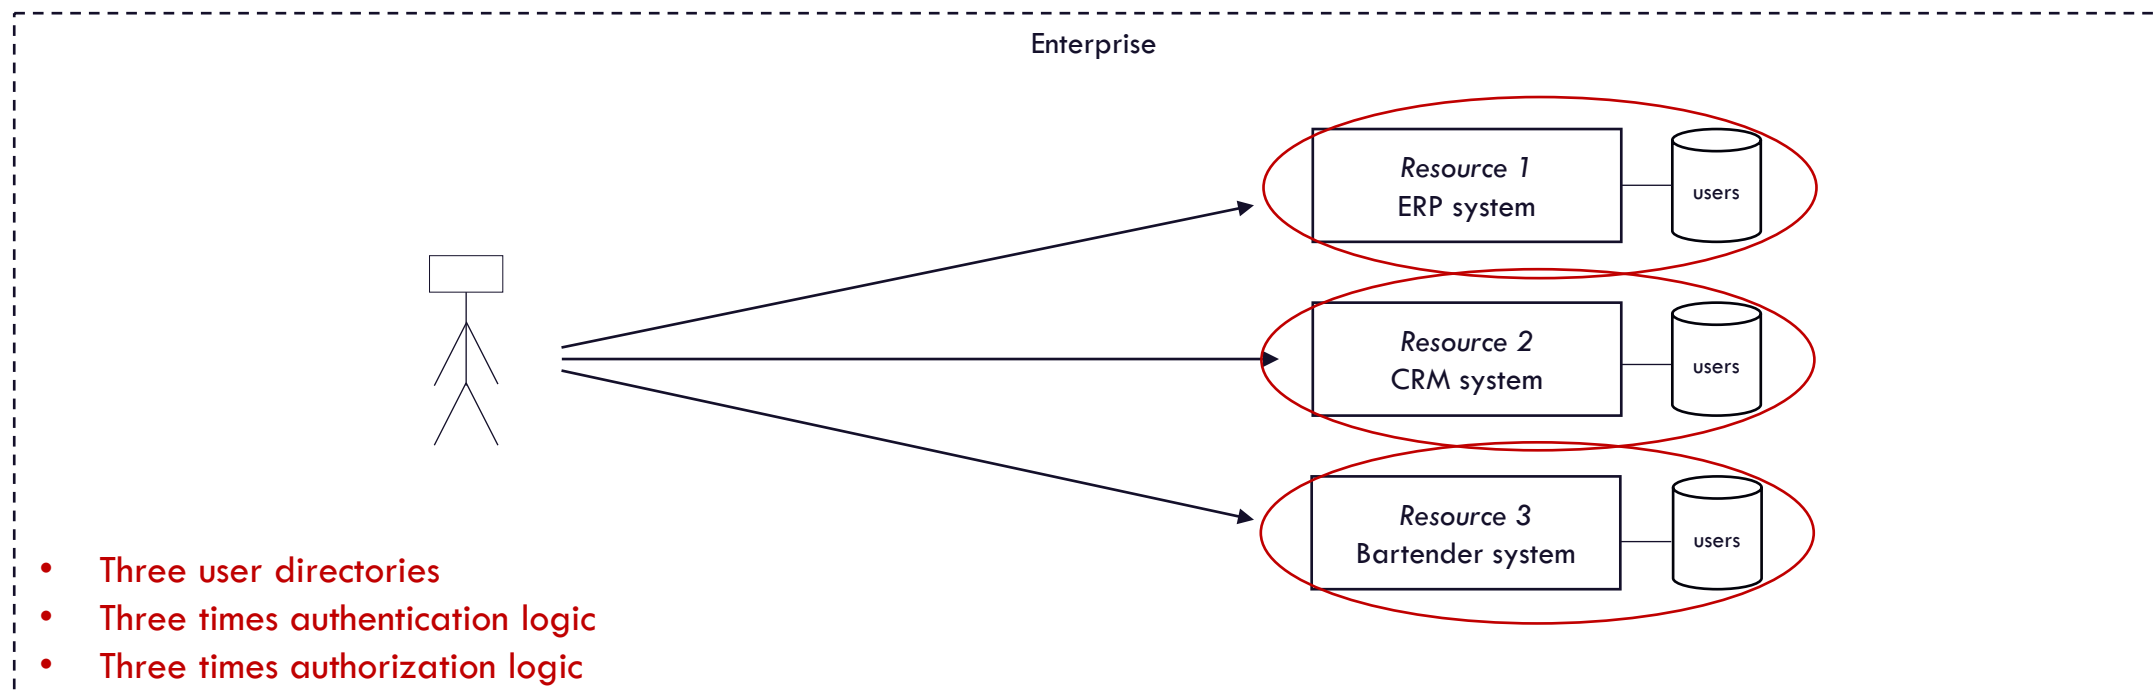 Enterprise
Resource 1
ERP system
users
Resource 2
CRM system
users
Resource 3
Bartender system
users
• Three user directories
• Three times authentication logic
• Three times authorization logic